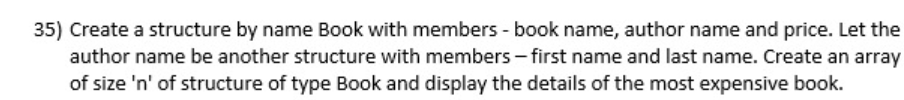 35) Create a structure by name Book with members - book name, author name and price. Let the
author name be another structure with members – first name and last name. Create an array
of size 'n' of structure of type Book and display the details of the most expensive book.